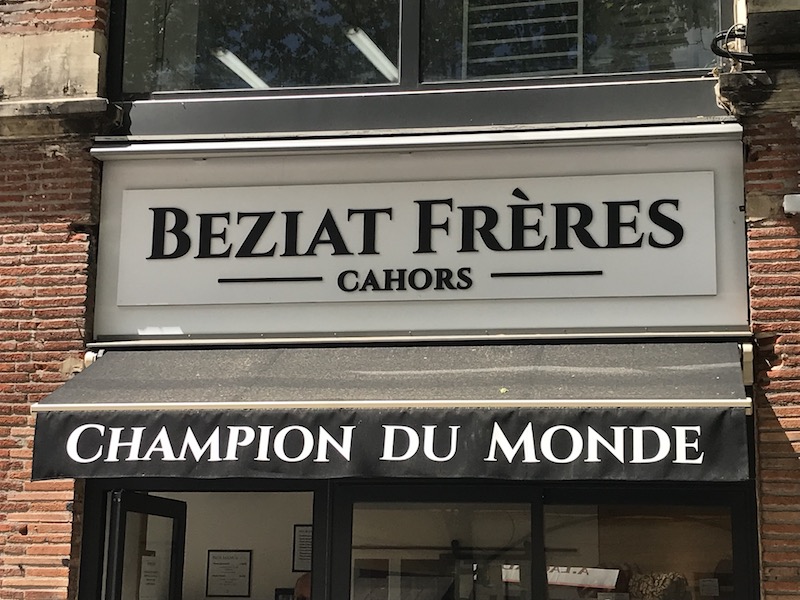 BEZIAT FRÈRES
CAHORS
CHAMPION DU MONDE